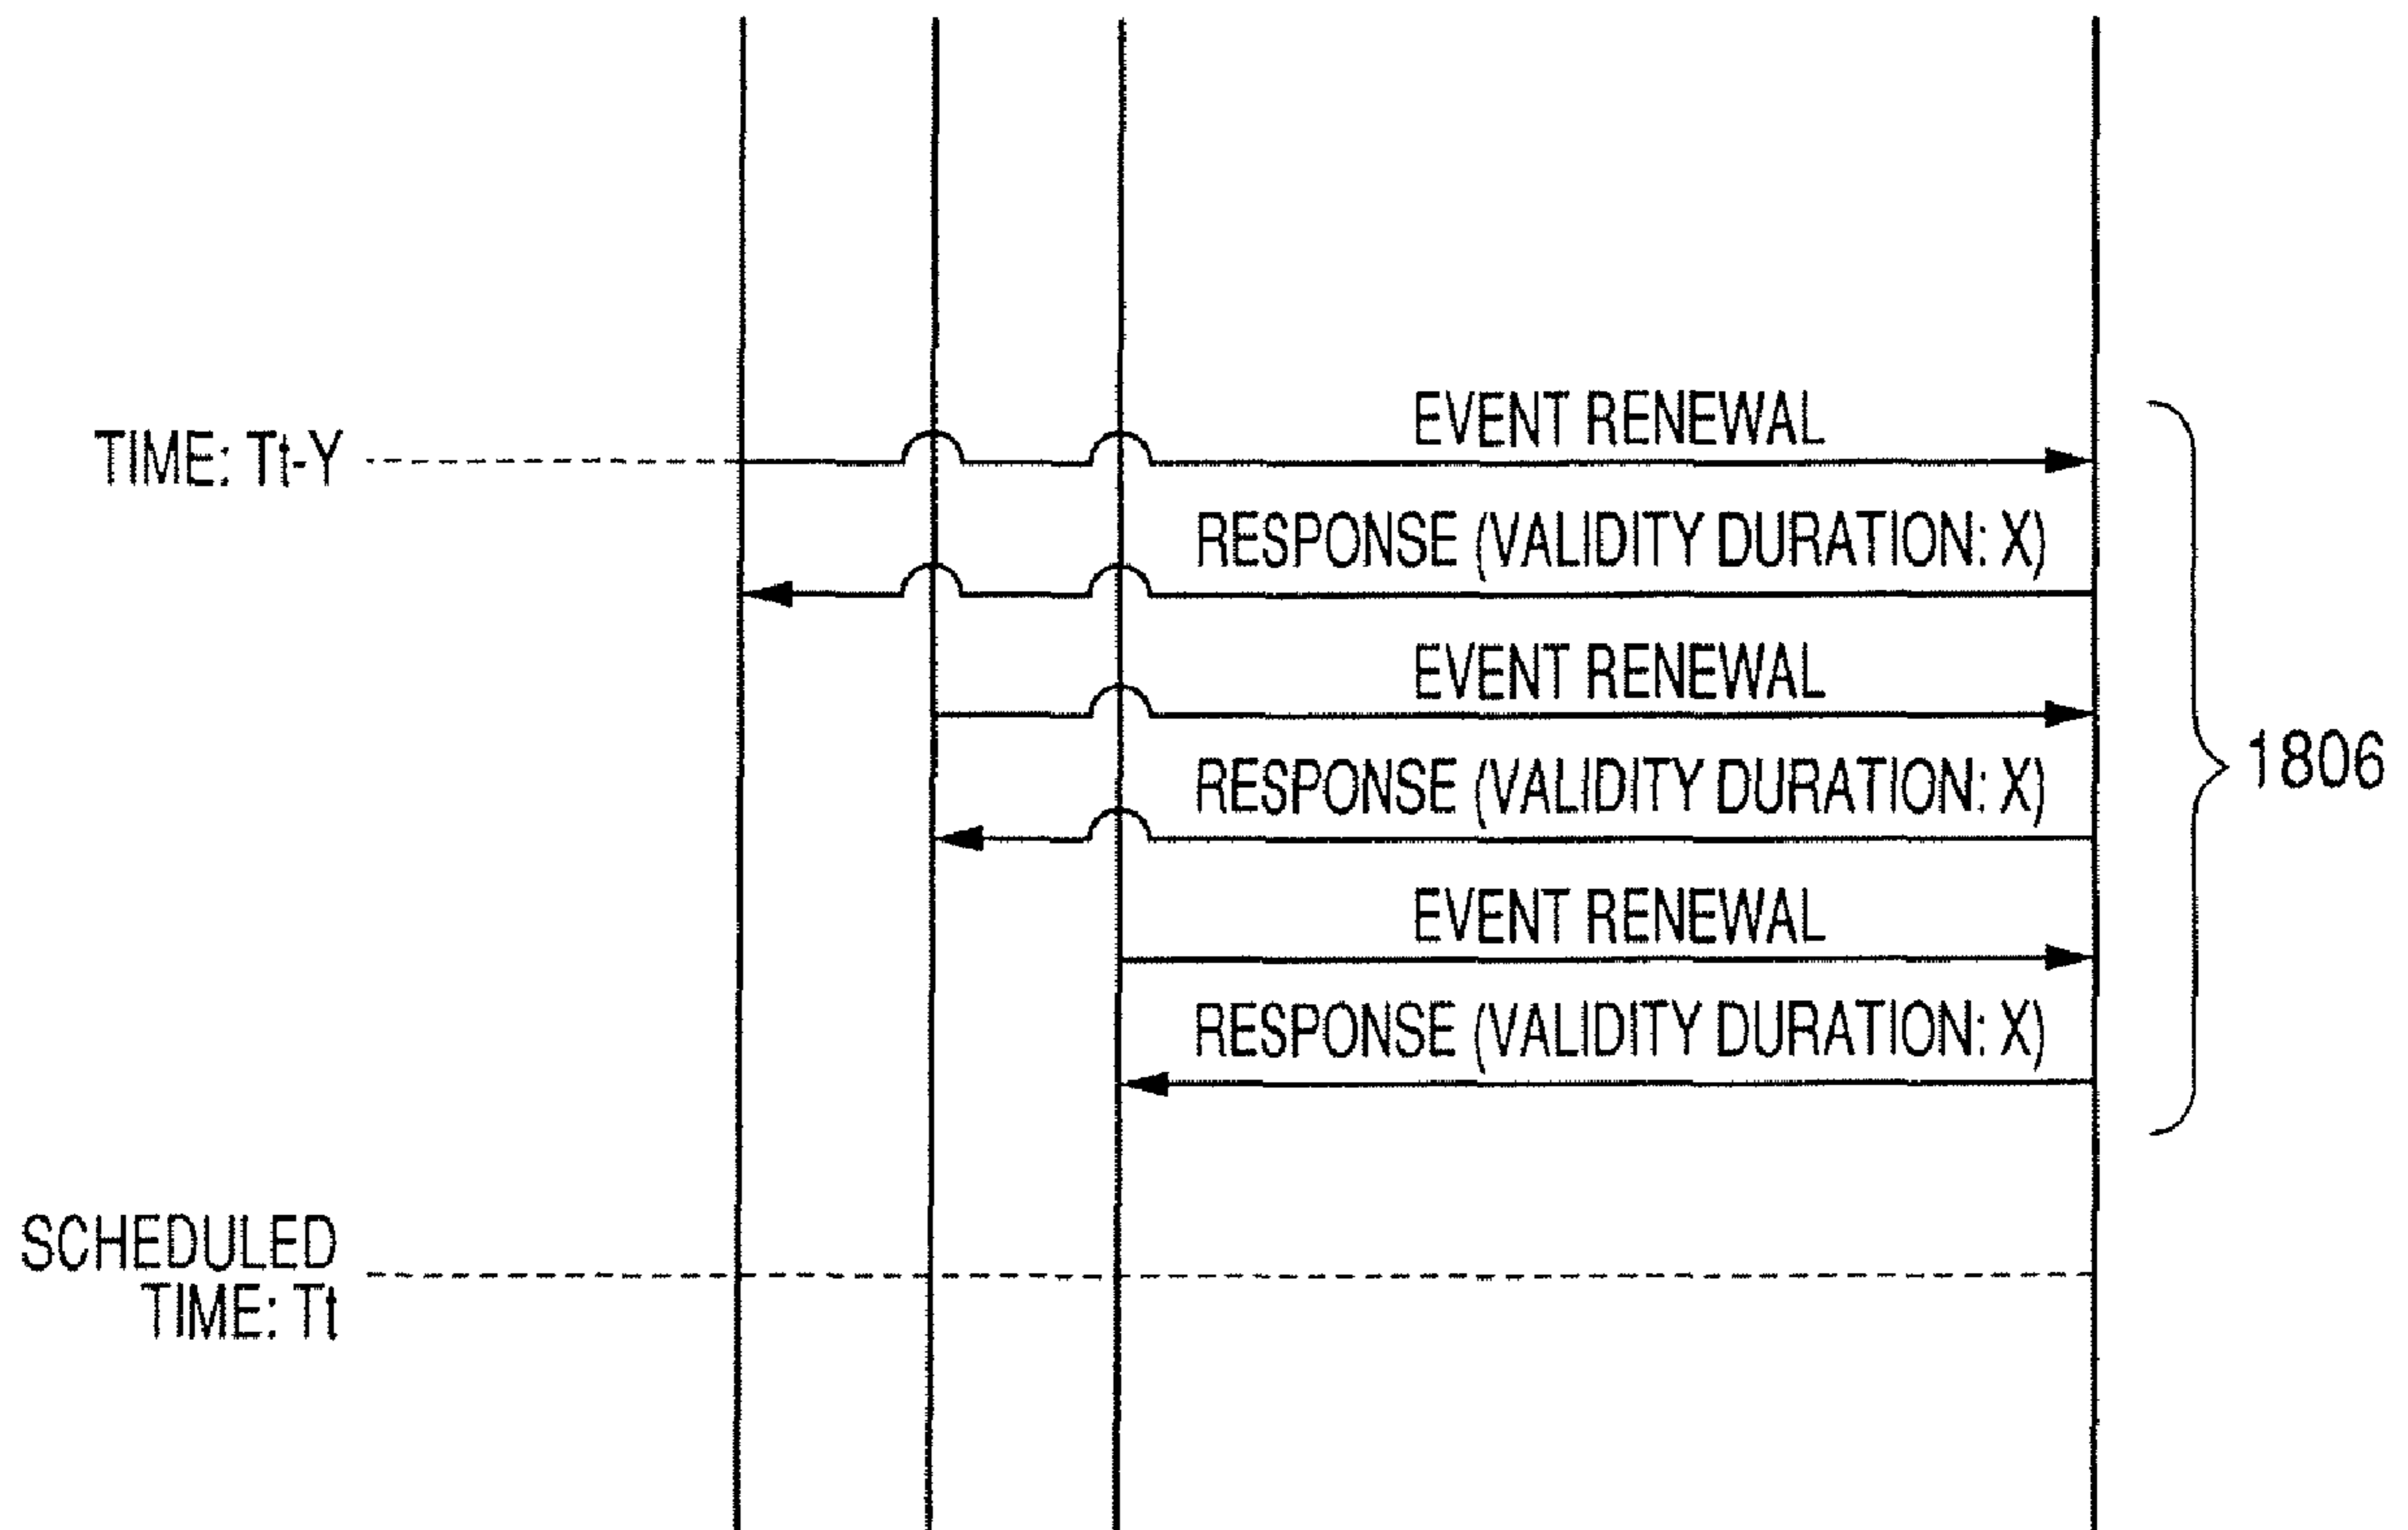 EVENT RENEWAL
TIME: Tt-Y
RESPONSE (VALIDITY DURATION: X)
EVENT RENEWAL
1806
RESPONSE (VALIDITY DURATION: X)
EVENT RENEWAL
RESPONSE (VALIDITY DURATION: X)
SCHEDULED
TIME: Tt